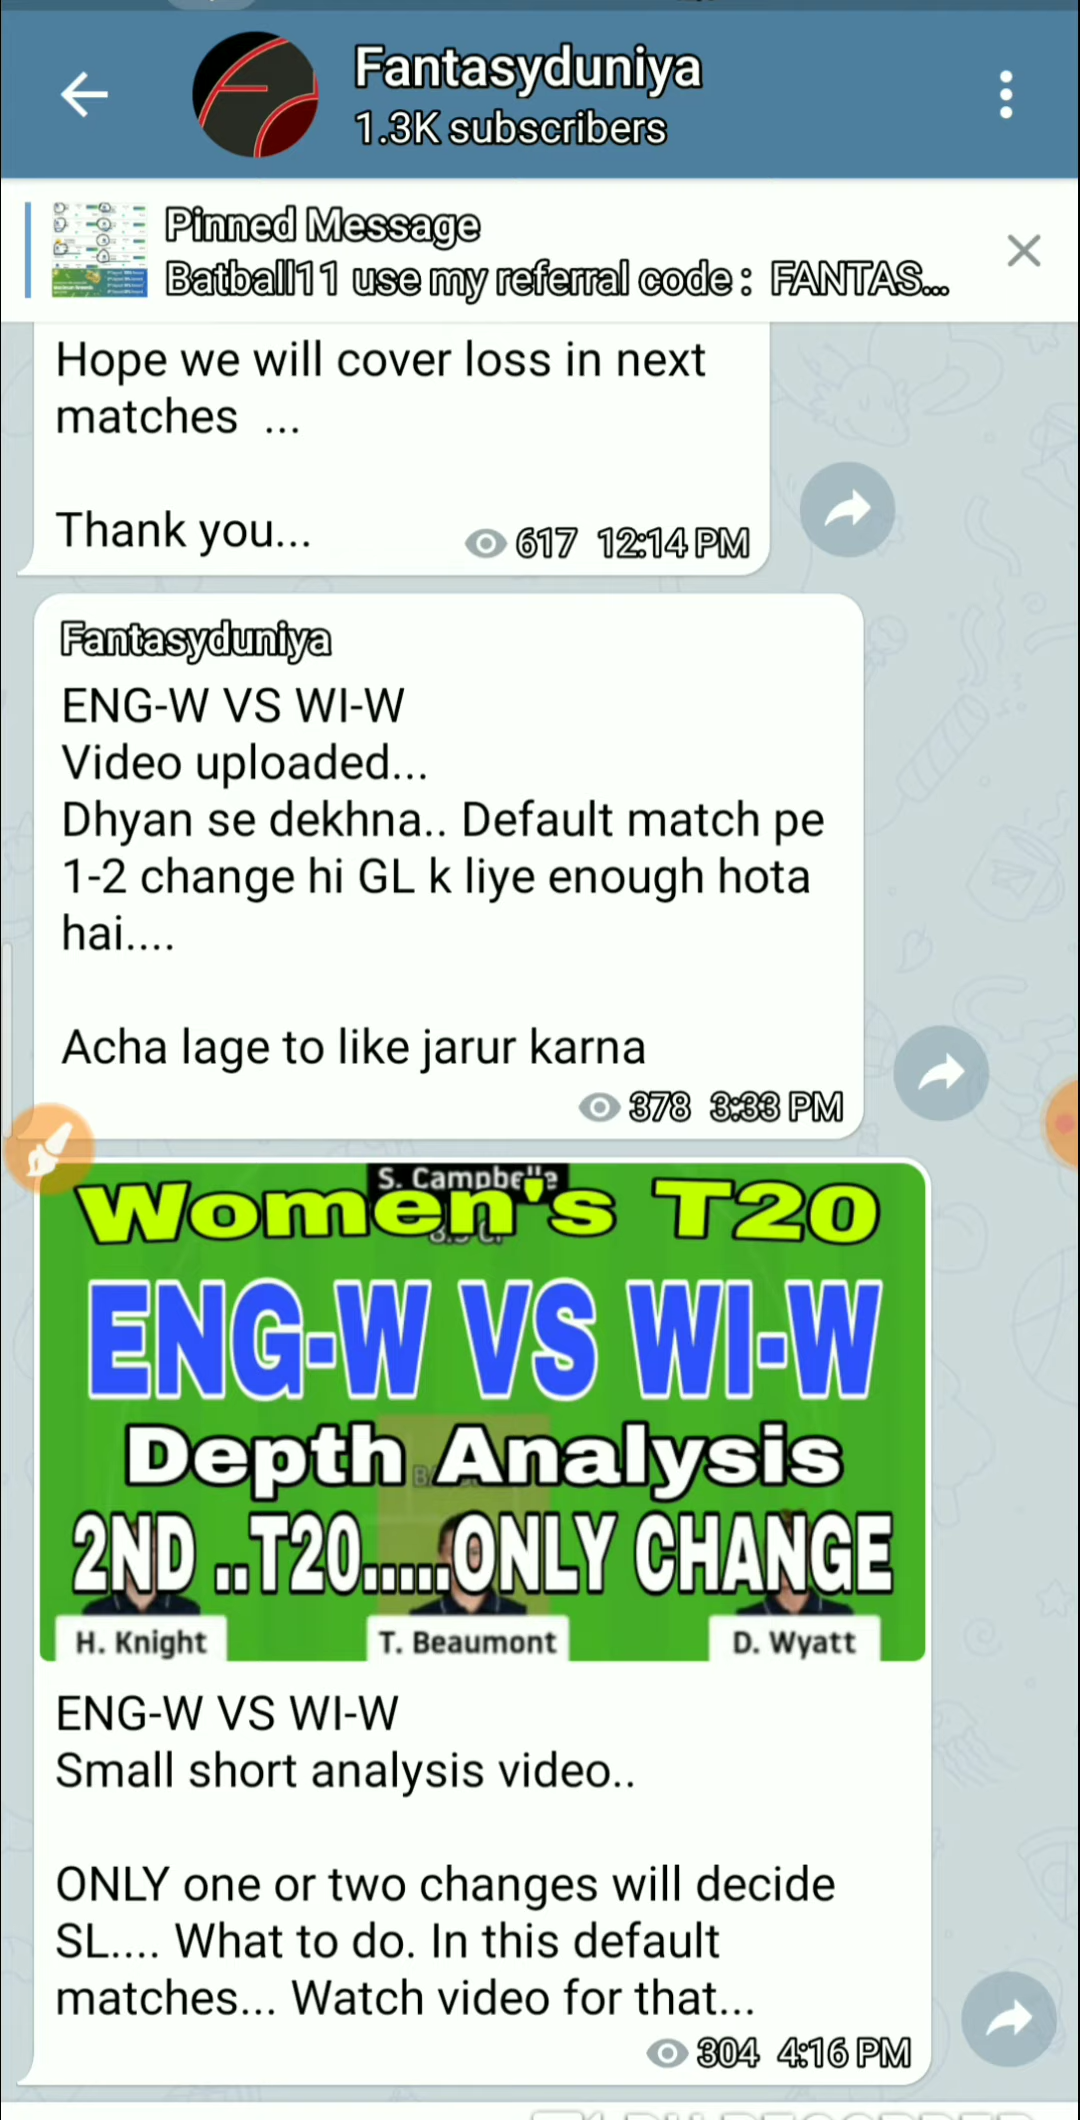 Fantasyduniya
1.3K subscribers
Pinned Message
Batball11 use my referral code : FANTAS...
Hope we will cover loss in next
matches ...
Thank you...
617 12:14 PM
Fantasyduniya
ENG-W VS WI-W
Video uploaded...
Dhyan se dekhna.. Default match pe
1-2 change hi GL k liye enough hota
hai....
Acha lage to like jarur karna
378 3:33 PM
S. Campbelle
Women's T20
ENG-W VS WI-W
Depth Analysis
2ND ..T20.....ONLY CHANGE
H. Knight T. Beaumont D. Wyatt
ENG-W VS WI-W
Small short analysis video..
ONLY one or two changes will decide
SL.... What to do. In this default
matches... Watch video for that...
304 4:16 PM